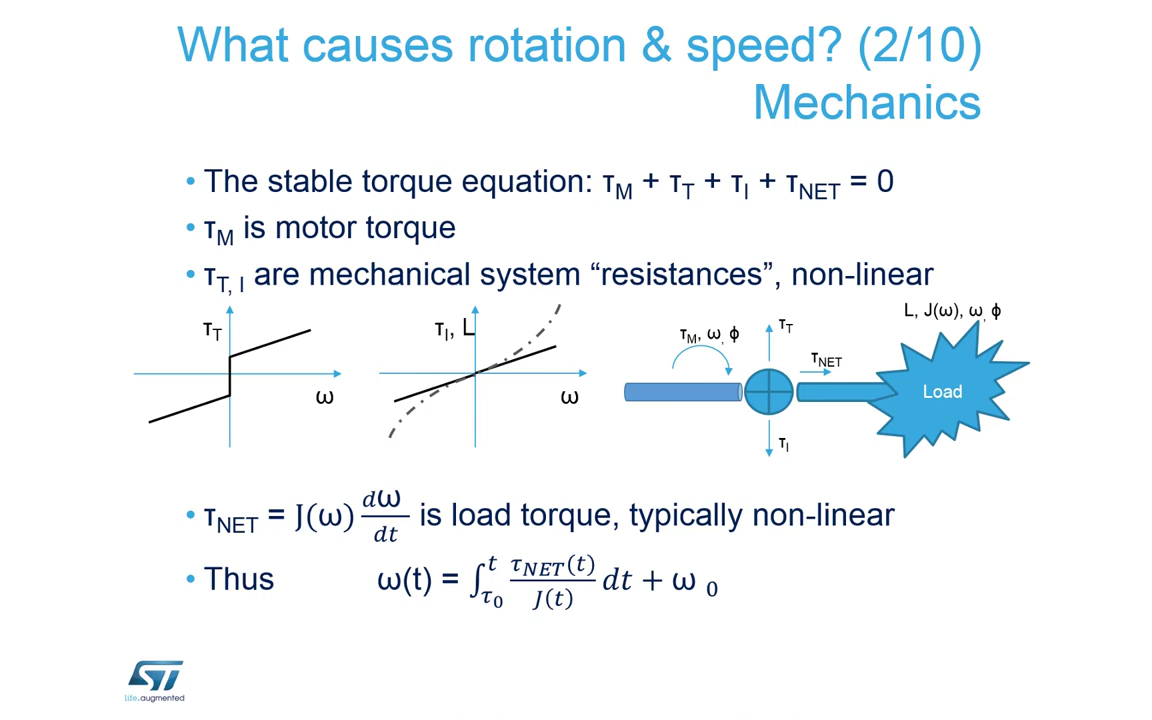 What causes rotation & speed? (2/10)
Mechanics
• The stable torque equation: τM + τT + τI + τNET = 0
• τM is motor torque
• τT, I are mechanical system “resistances”, non-linear
τT
ω
τI, L
ω
τM, ω, ϕ
τT
τNET
τI
L, J(ω), ω, ϕ
Load
• τNET = J(ω) dω/dt is load torque, typically non-linear
• Thus ω(t) = ∫τ0^t τNET(t)/J(t) dt + ω 0
ST
life.augmented